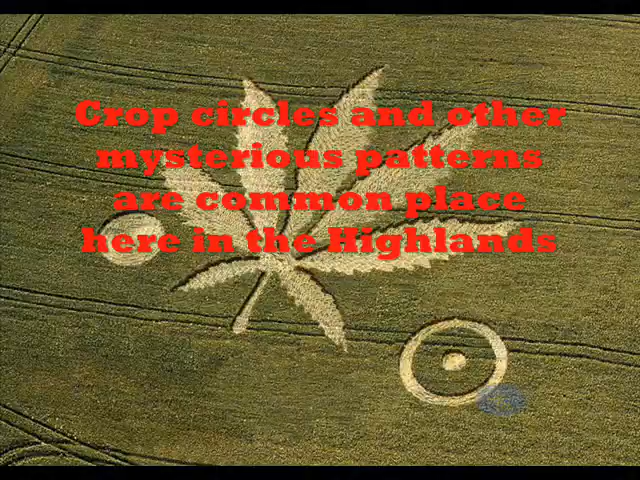 Crop circles and other
mysterious patterns
are common place
here in the Highlands